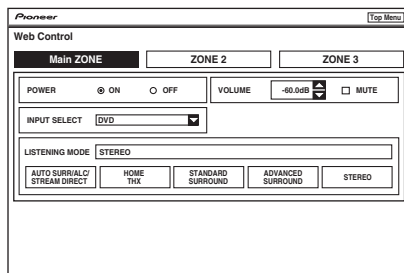 Pioneer Top Menu
Web Control
Main ZONE ZONE 2 ZONE 3
POWER ON OFF VOLUME -60.0dB MUTE
INPUT SELECT DVD
LISTENING MODE STEREO
AUTO SURR/ALC/
STREAM DIRECT
HOME
THX
STANDARD
SURROUND
ADVANCED
SURROUND
STEREO